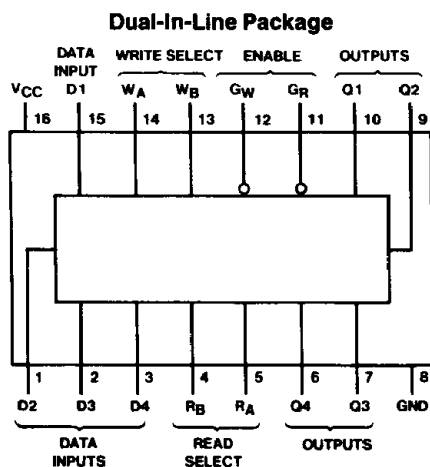 Dual-In-Line Package
DATA WRITE SELECT ENABLE OUTPUTS
INPUT
VCC D1 WA WB GW GR Q1 Q2
16 15 14 13 12 11 10 9
1 2 3 4 5 6 7 8
D2 D3 D4 RB RA Q4 Q3 GND
DATA READ OUTPUTS
INPUTS SELECT